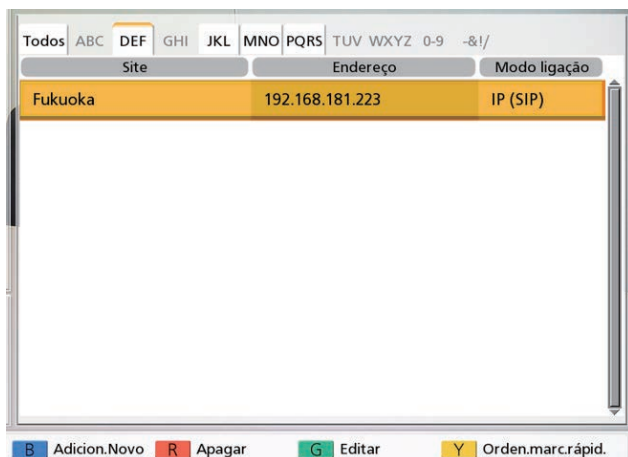 Todos ABC DEF GHI JKL MNO PQRS TUV WXYZ 0-9 -&!/
Site Endereço Modo ligação
Fukuoka 192.168.181.223 IP (SIP)
B Adicion.Novo R Apagar G Editar Y Orden.marc.rápid.